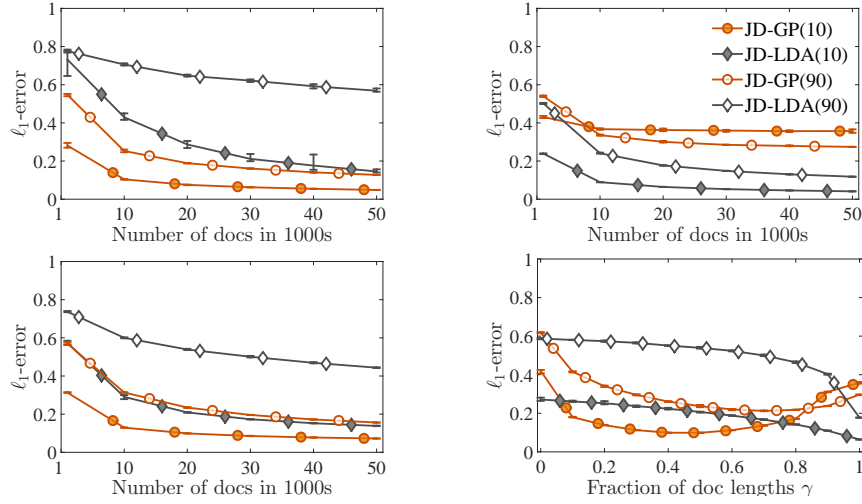 1
0.8
0.6
0.4
0.2
0
ℓ₁-error
1 10 20 30 40 50
Number of docs in 1000s
1
0.8
0.6
0.4
0.2
0
ℓ₁-error
JD-GP(10)
JD-LDA(10)
JD-GP(90)
JD-LDA(90)
1 10 20 30 40 50
Number of docs in 1000s
1
0.8
0.6
0.4
0.2
0
ℓ₁-error
1 10 20 30 40 50
Number of docs in 1000s
1
0.8
0.6
0.4
0.2
0
ℓ₁-error
0 0.2 0.4 0.6 0.8 1
Fraction of doc lengths γ